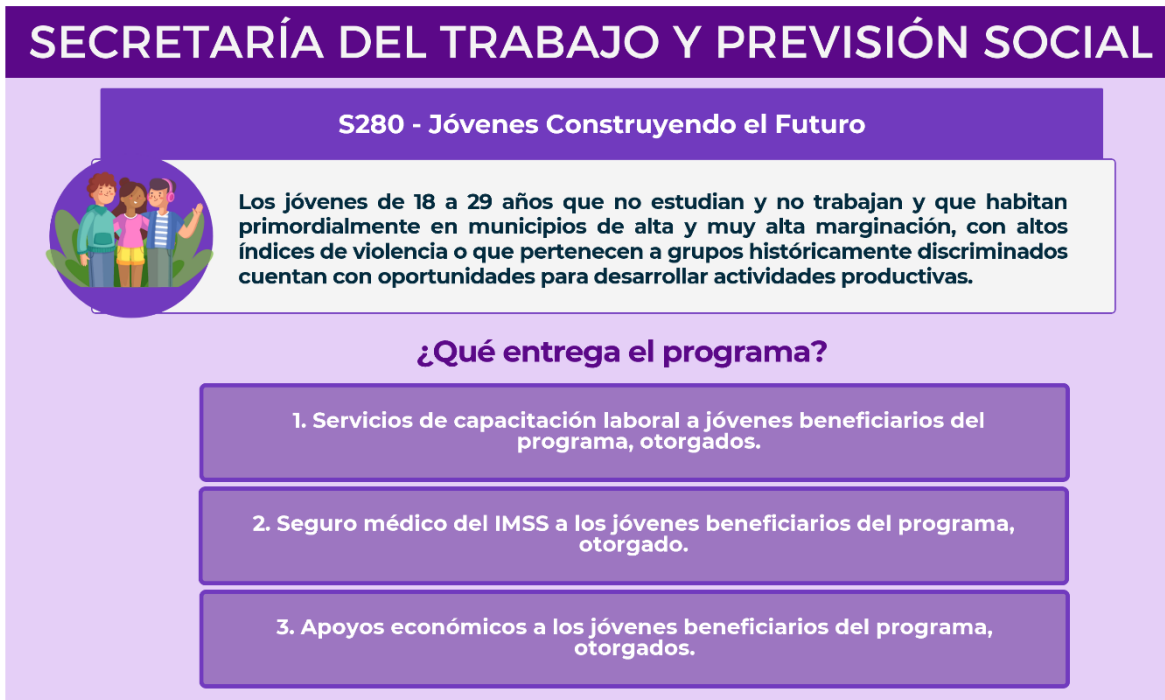 SECRETARÍA DEL TRABAJO Y PREVISIÓN SOCIAL
S280 - Jóvenes Construyendo el Futuro
Los jóvenes de 18 a 29 años que no estudian y no trabajan y que habitan
primordialmente en municipios de alta y muy alta marginación, con altos
índices de violencia o que pertenecen a grupos históricamente discriminados
cuentan con oportunidades para desarrollar actividades productivas.
¿Qué entrega el programa?
1. Servicios de capacitación laboral a jóvenes beneficiarios del
programa, otorgados.
2. Seguro médico del IMSS a los jóvenes beneficiarios del programa,
otorgado.
3. Apoyos económicos a los jóvenes beneficiarios del programa,
otorgados.